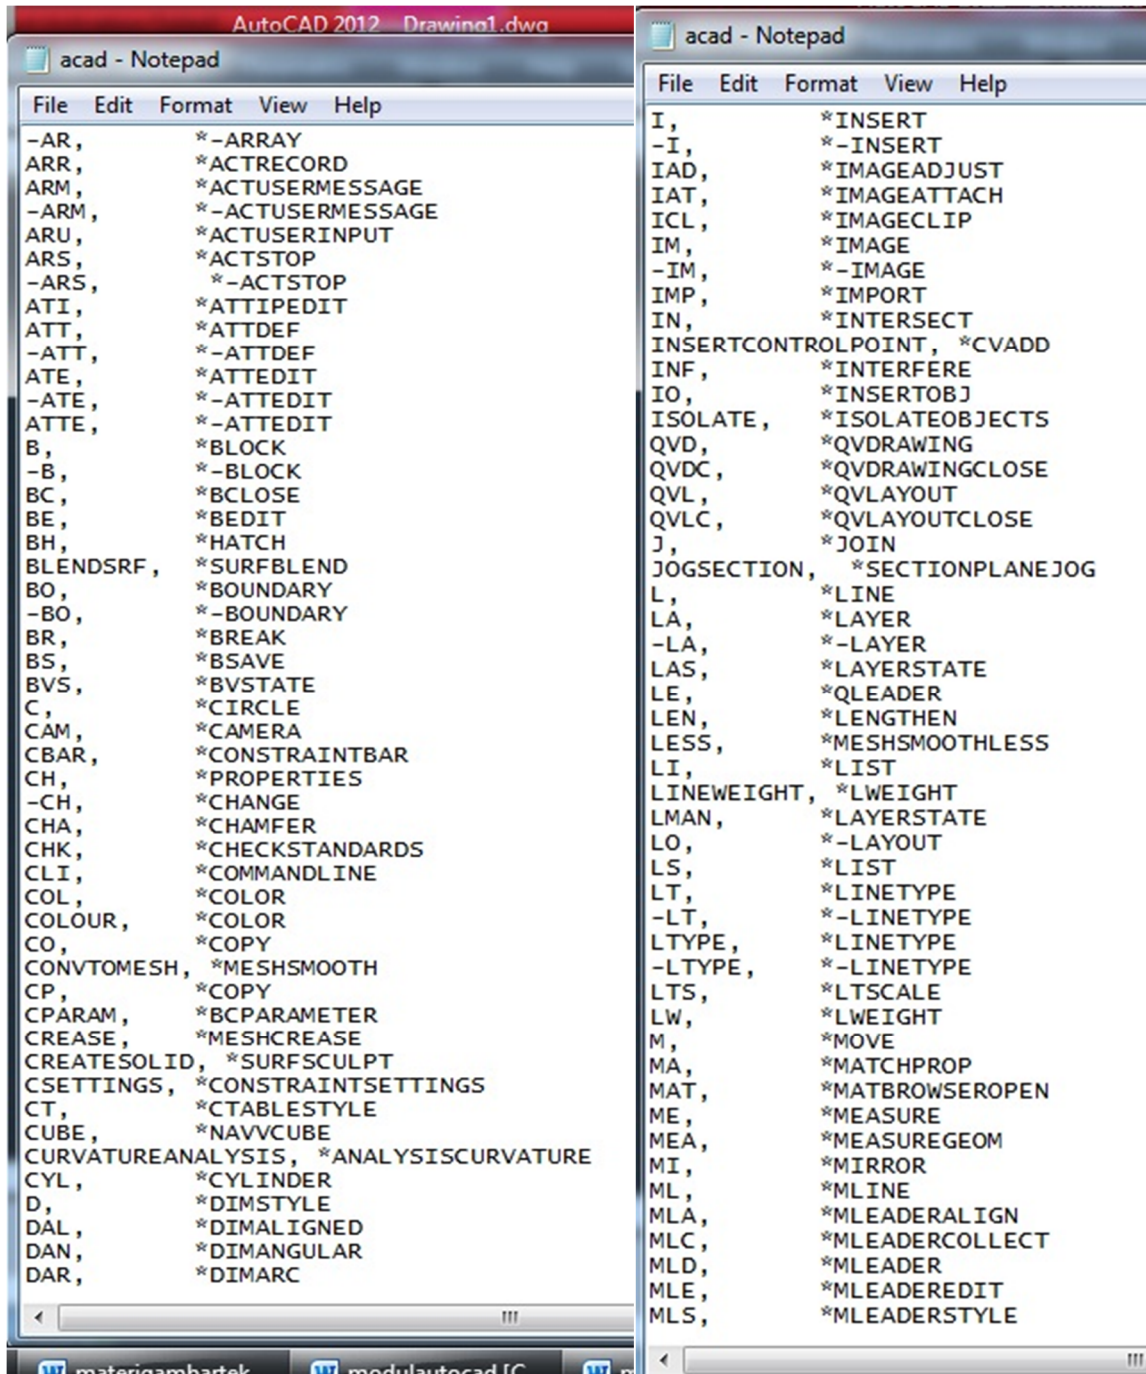 AutoCAD 2012 Drawing1.dwg
acad - Notepad
File Edit Format View Help
-AR, *-ARRAY
ARR, *ACTRECORD
ARM, *ACTUSERMESSAGE
-ARM, *-ACTUSERMESSAGE
ARU, *ACTUSERINPUT
ARS, *ACTSTOP
-ARS, *-ACTSTOP
ATI, *ATTIPEDIT
ATT, *ATTDEF
-ATT, *-ATTDEF
ATE, *ATTEDIT
-ATE, *-ATTEDIT
ATTE, *-ATTEDIT
B, *BLOCK
-B, *-BLOCK
BC, *BCLOSE
BE, *BEDIT
BH, *HATCH
BLENDSRF, *SURFBLEND
BO, *BOUNDARY
-BO, *-BOUNDARY
BR, *BREAK
BS, *BSAVE
BVS, *BVSTATE
C, *CIRCLE
CAM, *CAMERA
CBAR, *CONSTRAINTBAR
CH, *PROPERTIES
-CH, *CHANGE
CHA, *CHAMFER
CHK, *CHECKSTANDARDS
CLI, *COMMANDLINE
COL, *COLOR
COLOUR, *COLOR
CO, *COPY
CONVTOMESH, *MESHSMOOTH
CP, *COPY
CPARAM, *BCPARAMETER
CREASE, *MESHCREASE
CREATESOLID, *SURFSCULPT
CSETTINGS, *CONSTRAINTSETTINGS
CT, *CTABLESTYLE
CUBE, *NAVVCUBE
CURVATUREANALYSIS, *ANALYSISCURVATURE
CYL, *CYLINDER
D, *DIMSTYLE
DAL, *DIMALIGNED
DAN, *DIMANGULAR
DAR, *DIMARC
materigambartek
modulautocad [C
acad - Notepad
File Edit Format View Help
I, *INSERT
-I, *-INSERT
IAD, *IMAGEADJUST
IAT, *IMAGEATTACH
ICL, *IMAGECLIP
IM, *IMAGE
-IM, *-IMAGE
IMP, *IMPORT
IN, *INTERSECT
INSERTCONTROLPOINT, *CVADD
INF, *INTERFERE
IO, *INSERTOBJ
ISOLATE, *ISOLATEOBJECTS
QVD, *QVDRAWING
QVDC, *QVDRAWINGCLOSE
QVL, *QVLAYOUT
QVLC, *QVLAYOUTCLOSE
J, *JOIN
JOGSECTION, *SECTIONPLANEJOG
L, *LINE
LA, *LAYER
-LA, *-LAYER
LAS, *LAYERSTATE
LE, *QLEADER
LEN, *LENGTHEN
LESS, *MESHSMOOTHLESS
LI, *LIST
LINEWEIGHT, *LWEIGHT
LMAN, *LAYERSTATE
LO, *-LAYOUT
LS, *LIST
LT, *LINETYPE
-LT, *-LINETYPE
LTYPE, *LINETYPE
-LTYPE, *-LINETYPE
LTS, *LTSCALE
LW, *LWEIGHT
M, *MOVE
MA, *MATCHPROP
MAT, *MATBROWSEROPEN
ME, *MEASURE
MEA, *MEASUREGEOM
MI, *MIRROR
ML, *MLINE
MLA, *MLEADERALIGN
MLC, *MLEADERCOLLECT
MLD, *MLEADER
MLE, *MLEADEREDIT
MLS, *MLEADERSTYLE